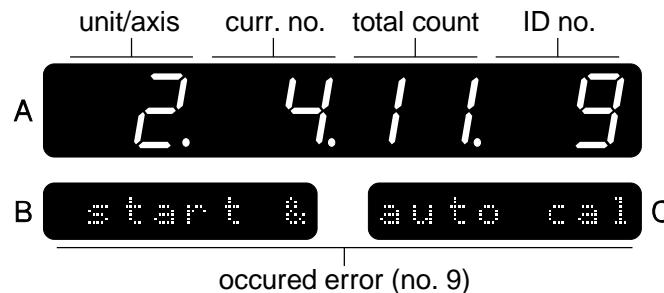 unit/axis curr. no. total count ID no.
A 2. 4.11. 9
B start & auto cal C
occured error (no. 9)